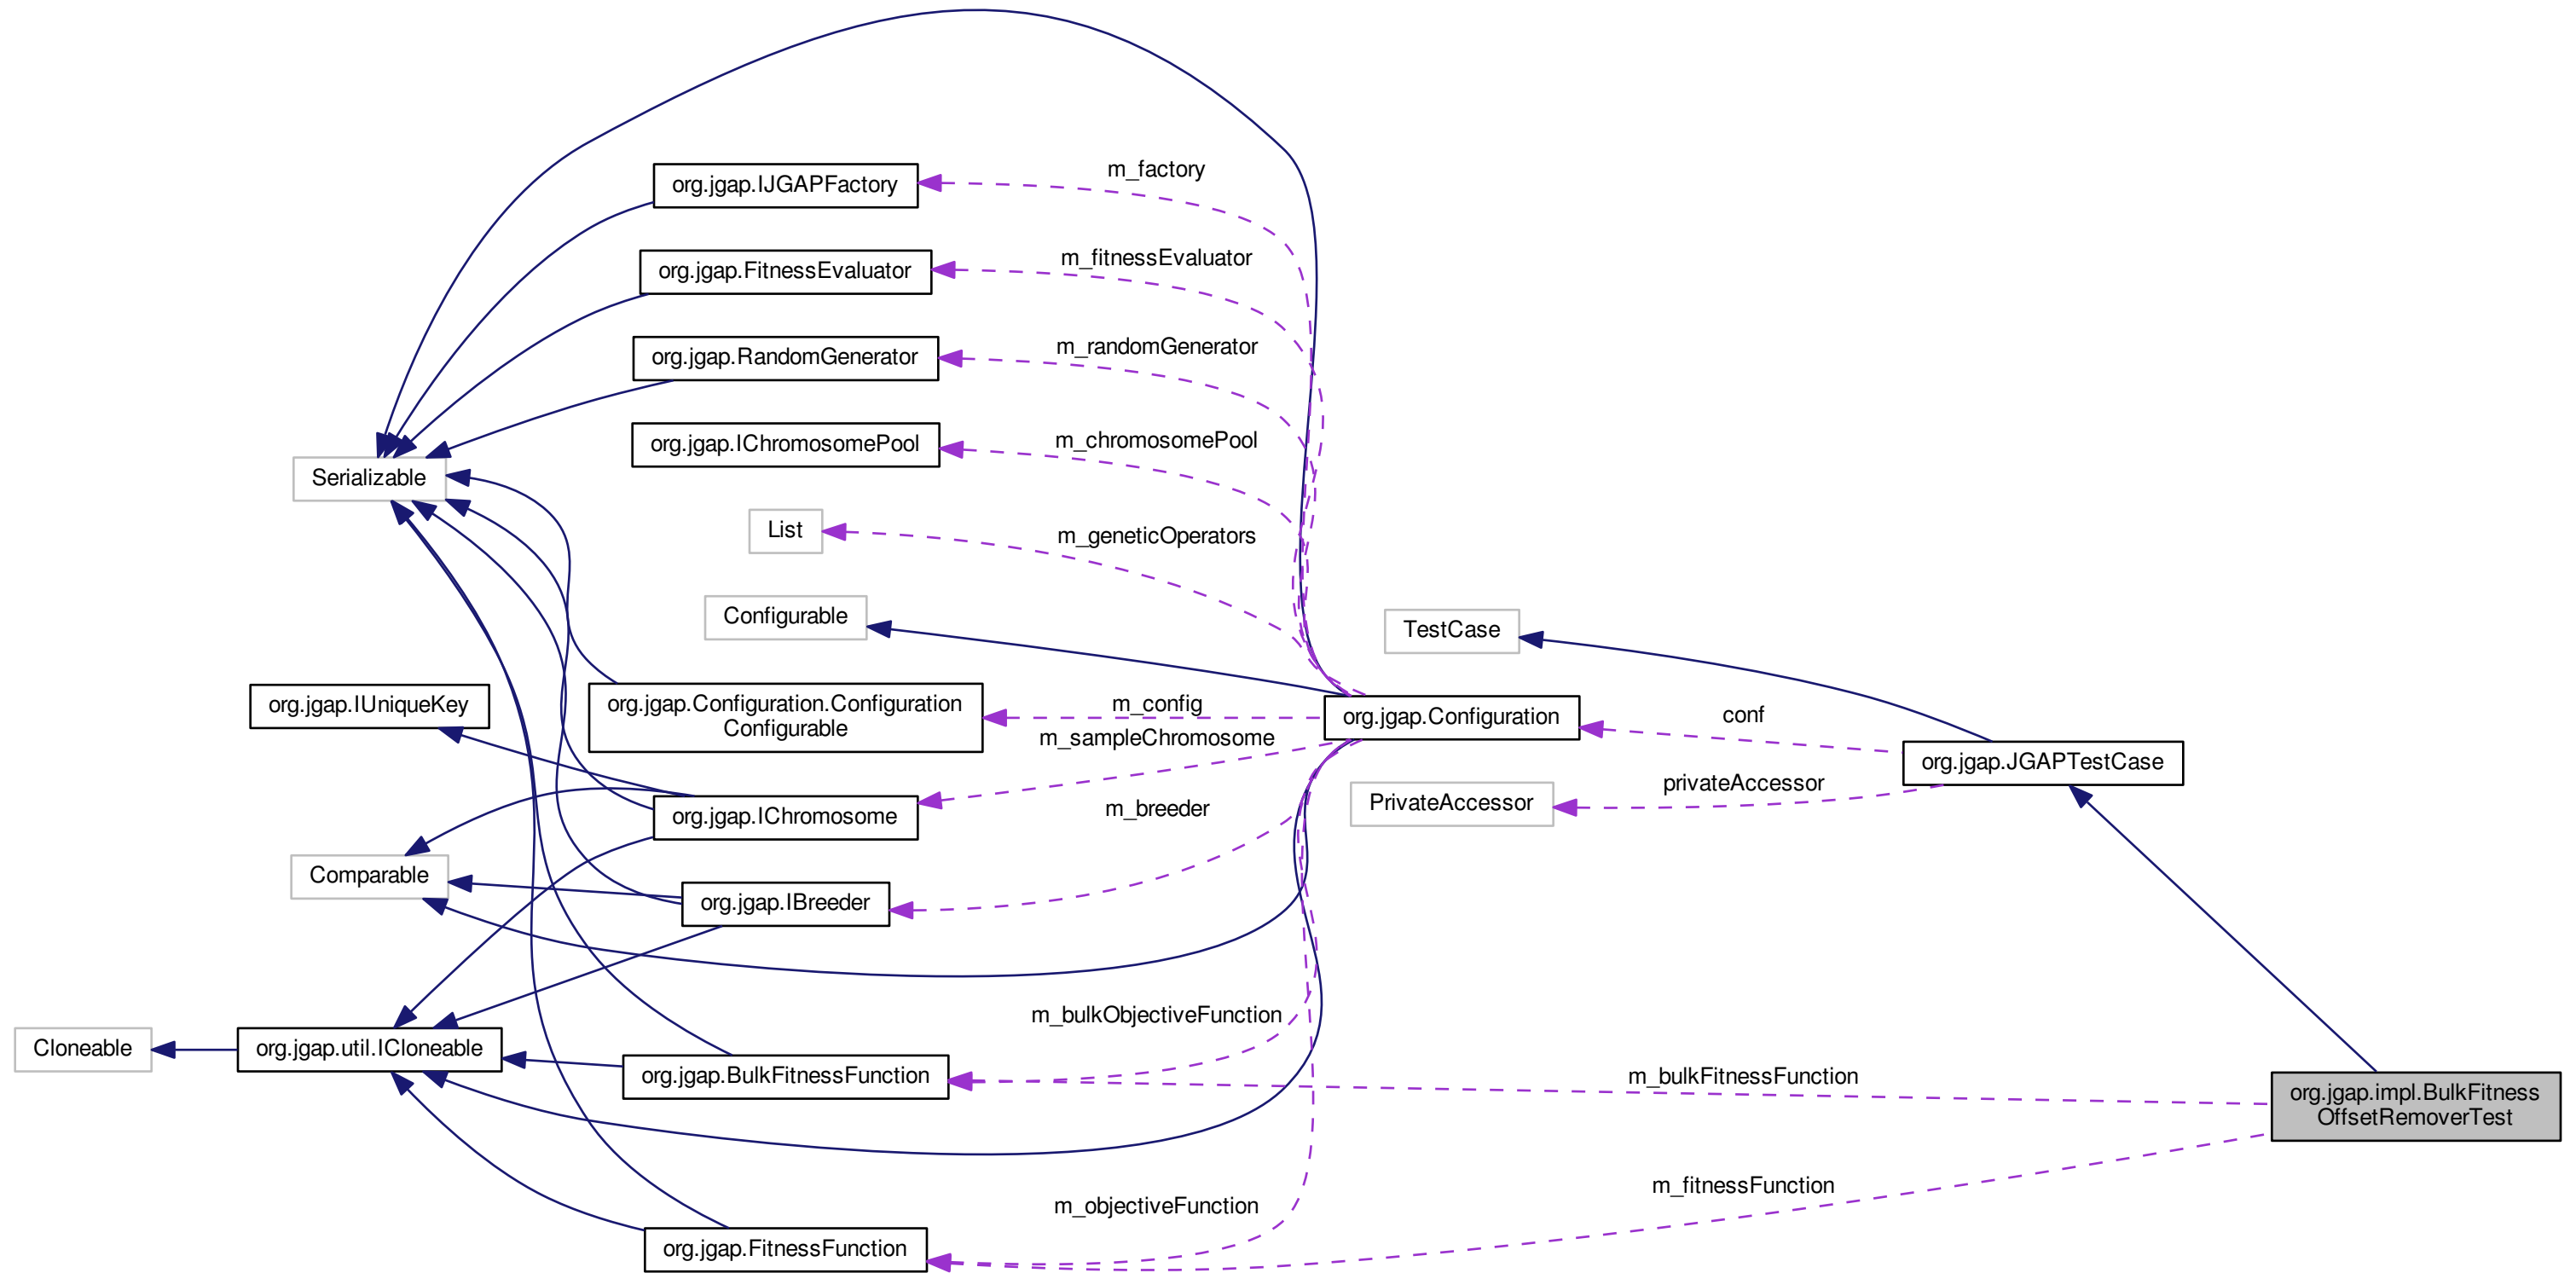 m_factory
org.jgap.IJGAPFactory
m_fitnessEvaluator
org.jgap.FitnessEvaluator
m_randomGenerator
org.jgap.RandomGenerator
m_chromosomePool
org.jgap.IChromosomePool
Serializable
List
m_geneticOperators
Configurable
TestCase
org.jgap.IUniqueKey
org.jgap.Configuration.Configuration
Configurable
m_config
org.jgap.Configuration
conf
m_sampleChromosome
org.jgap.JGAPTestCase
privateAccessor
PrivateAccessor
m_breeder
org.jgap.IChromosome
Comparable
org.jgap.IBreeder
m_bulkObjectiveFunction
Cloneable
org.jgap.util.ICloneable
org.jgap.BulkFitnessFunction
m_bulkFitnessFunction
org.jgap.impl.BulkFitness
OffsetRemoverTest
m_fitnessFunction
m_objectiveFunction
org.jgap.FitnessFunction